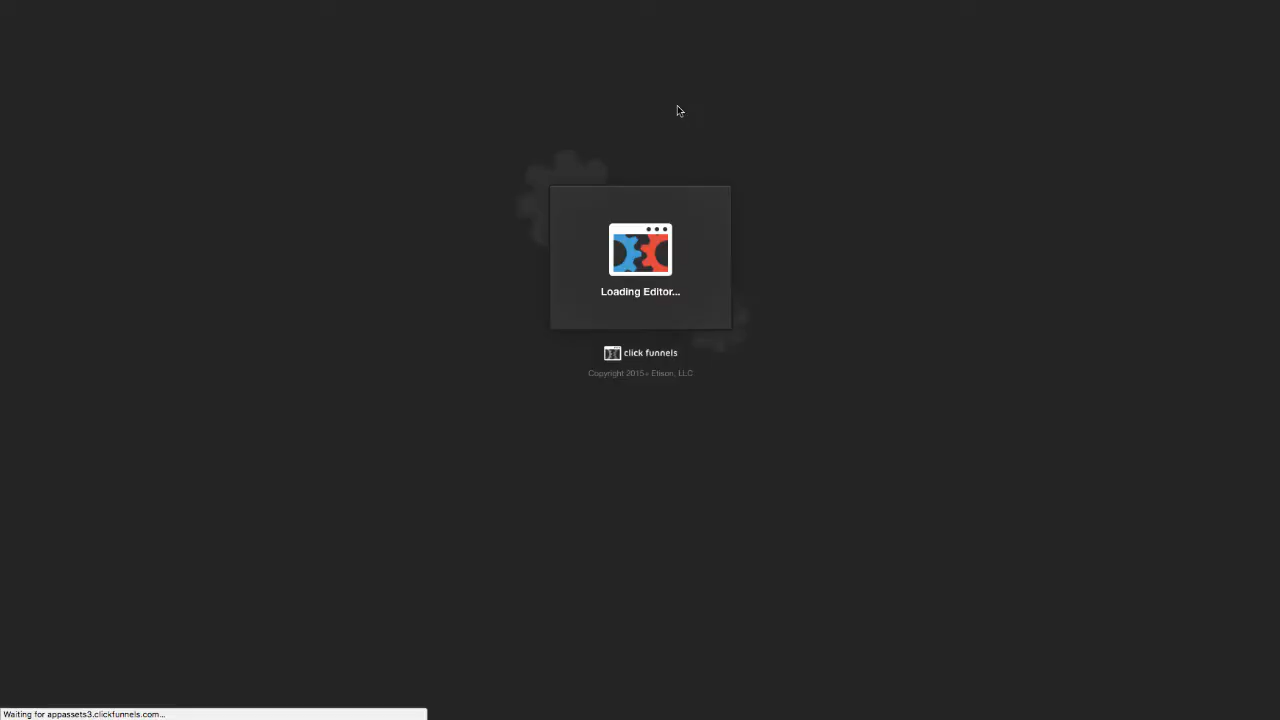 Loading Editor...
click funnels
Copyright 2015+ Etison, LLC
Waiting for appassets3.clickfunnels.com...